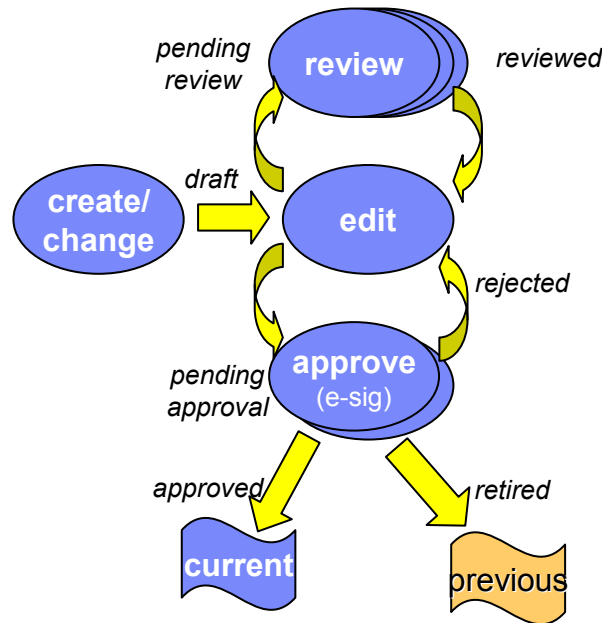 pending
review
review
reviewed
draft
create/
change
edit
rejected
approve
(e-sig)
pending
approval
approved
retired
current
previous